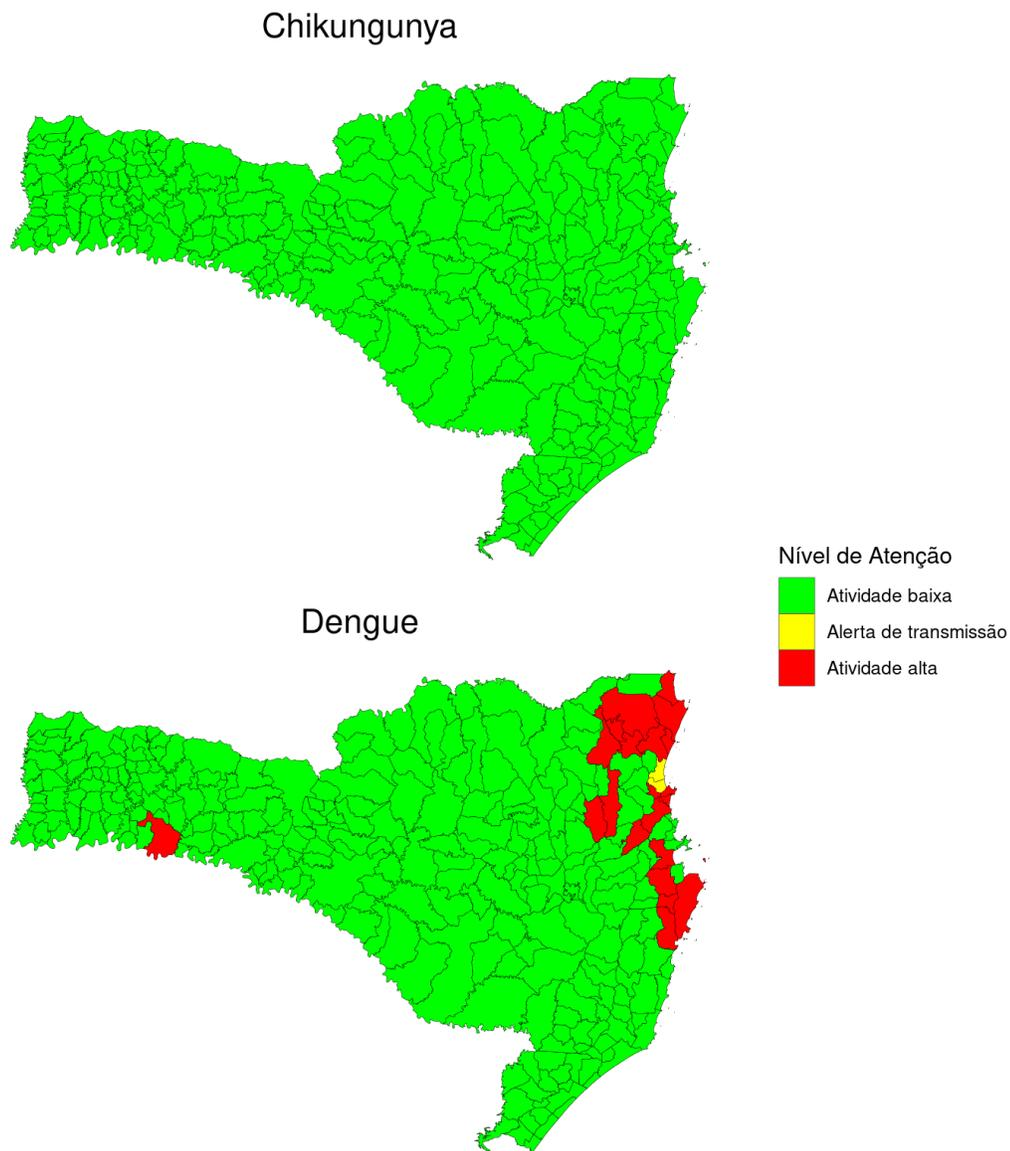 Chikungunya
Nível de Atenção
Atividade baixa
Alerta de transmissão
Atividade alta
Dengue